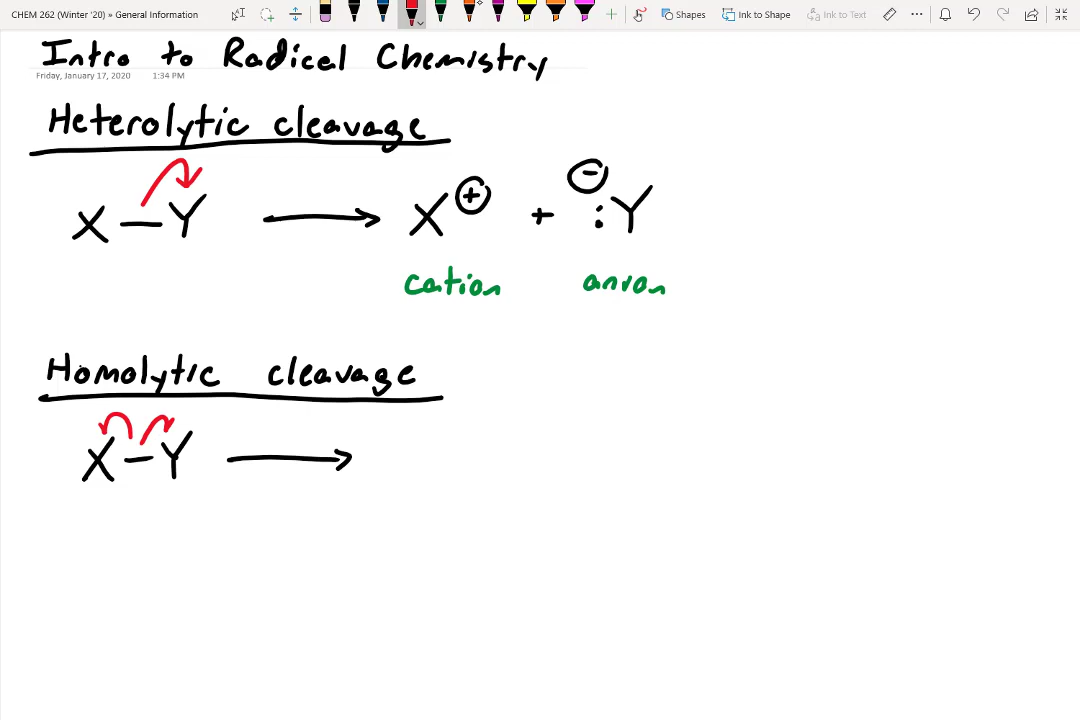 CHEM 262 (Winter '20) » General Information
Shapes Ink to Shape Ink to Text
Intro to Radical Chemistry
Friday, January 17, 2020 1:34 PM
Heterolytic cleavage
X — Y ⟶ X⊕ + ⊖:Y
cation anion
Homolytic cleavage
X — Y ⟶